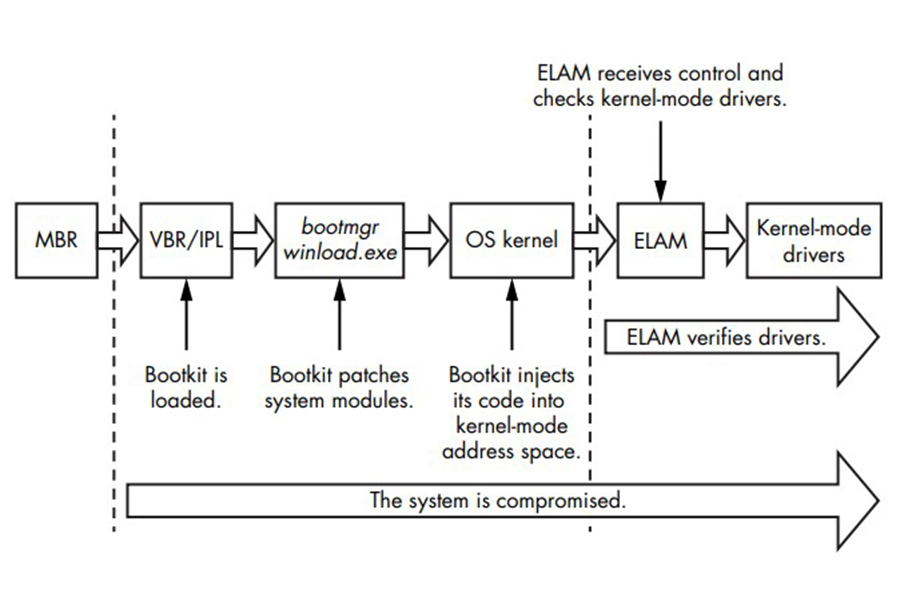 ELAM receives control and
checks kernel-mode drivers.
MBR
VBR/IPL
bootmgr
winload.exe
OS kernel
ELAM
Kernel-mode
drivers
ELAM verifies drivers.
Bootkit is
loaded.
Bootkit patches
system modules.
Bootkit injects
its code into
kernel-mode
address space.
The system is compromised.